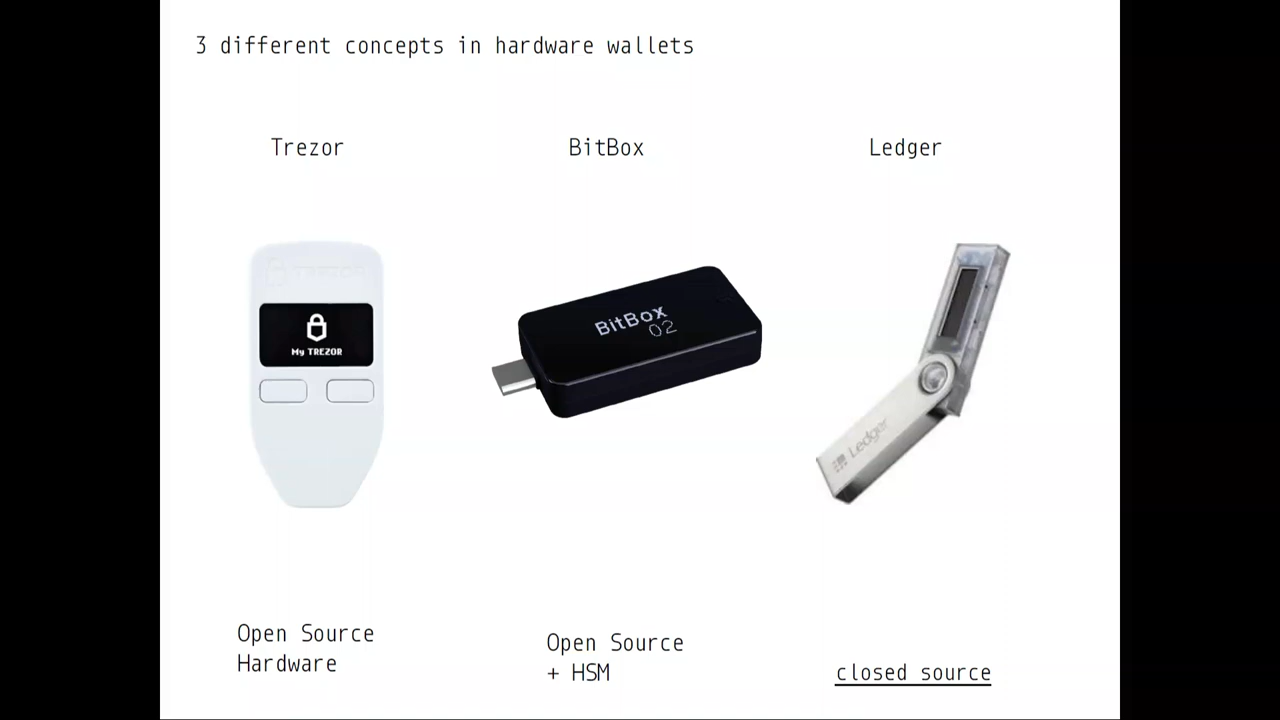 3 different concepts in hardware wallets
Trezor
BitBox
Ledger
TREZOR
My TREZOR
BitBox
02
Ledger
Open Source
Hardware
Open Source
+ HSM
closed source